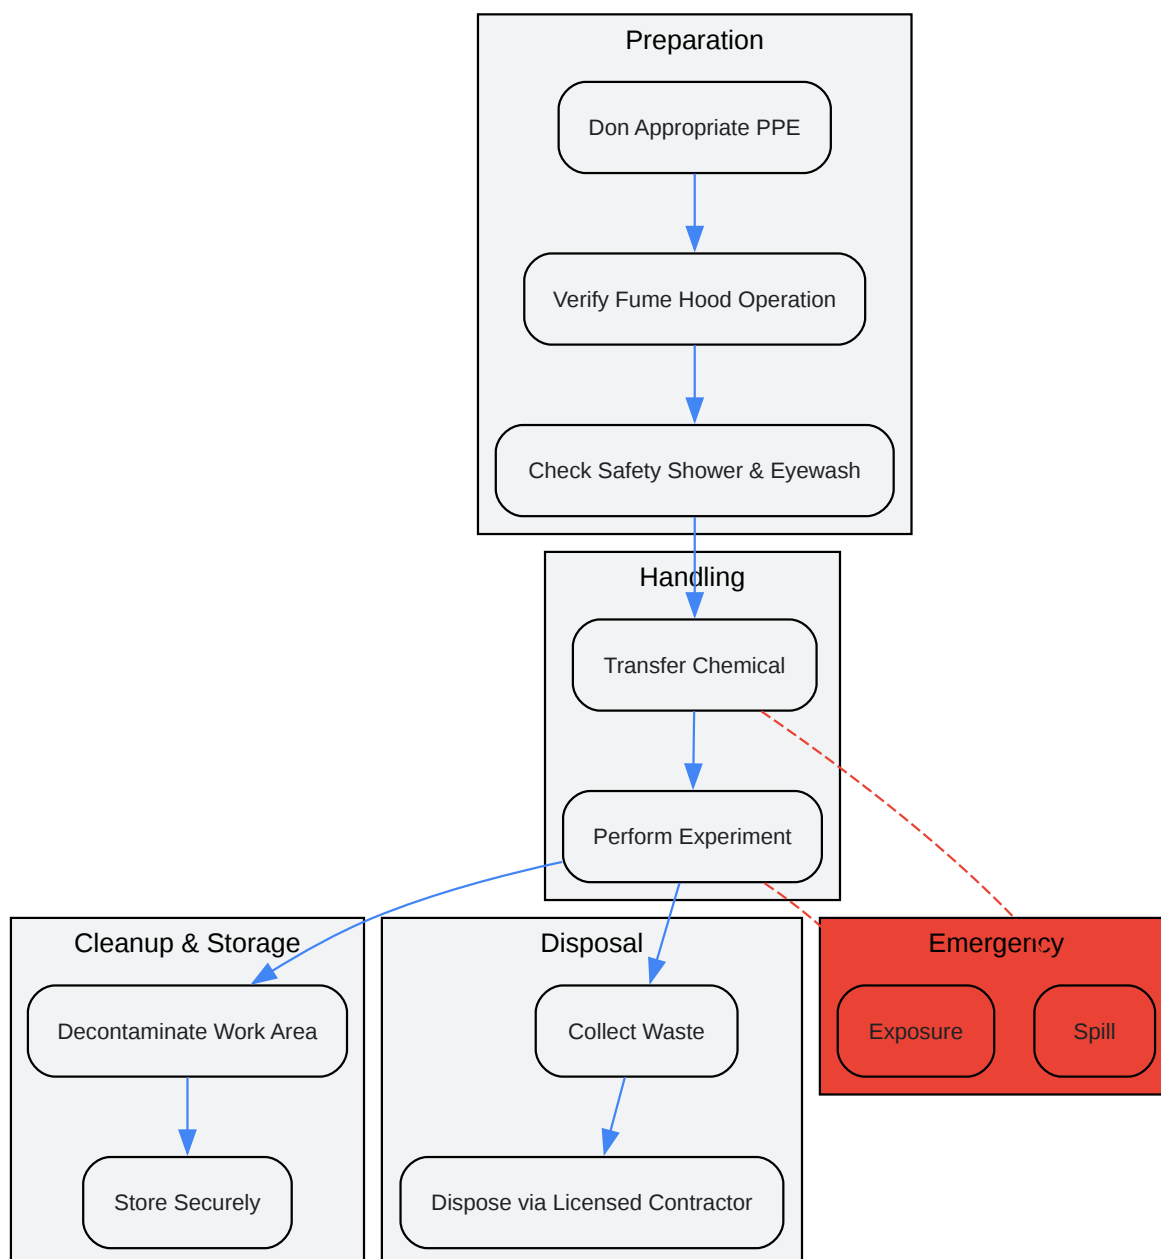 Preparation
Don Appropriate PPE
Verify Fume Hood Operation
Check Safety Shower & Eyewash
Handling
Transfer Chemical
Perform Experiment
Cleanup & Storage
Decontaminate Work Area
Store Securely
Disposal
Collect Waste
Dispose via Licensed Contractor
Emergency
Exposure
Spill